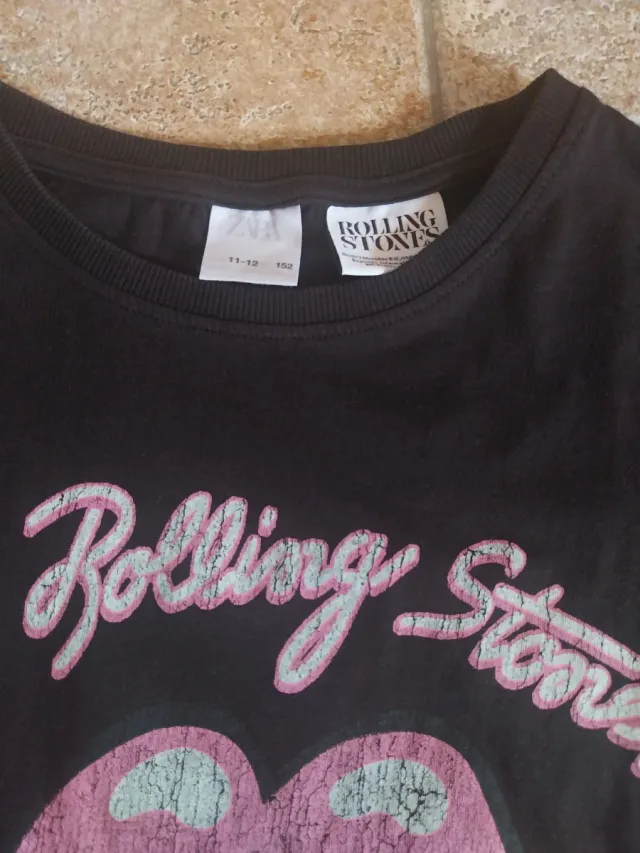 ZARA
11-12 152
ROLLING
STONES
Rolling Stones